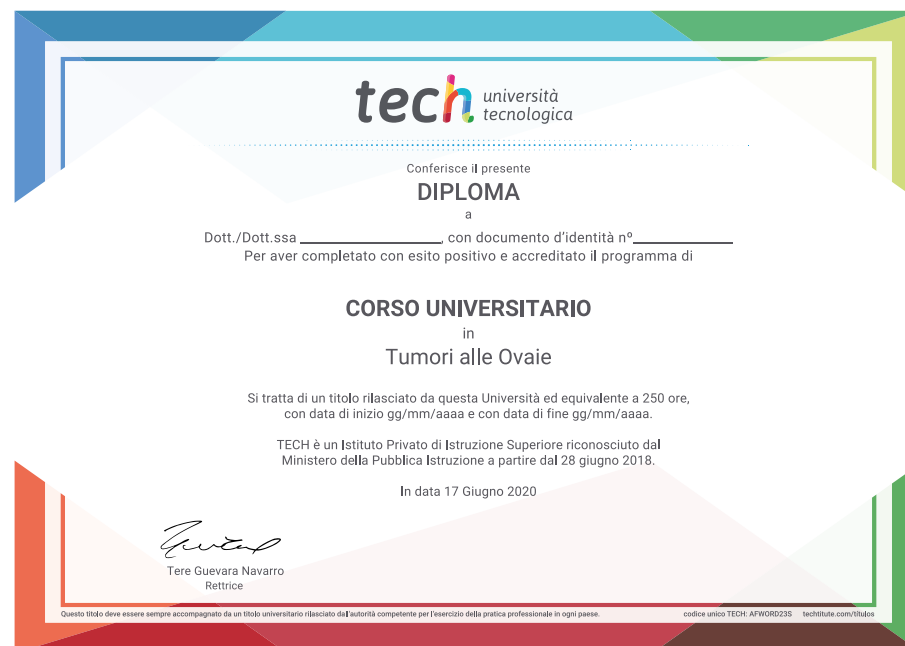 tech università
tecnologica
Conferisce il presente
DIPLOMA
a
Dott./Dott.ssa ____________________, con documento d'identità nº______________
Per aver completato con esito positivo e accreditato il programma di
CORSO UNIVERSITARIO
in
Tumori alle Ovaie
Si tratta di un titolo rilasciato da questa Università ed equivalente a 250 ore,
con data di inizio gg/mm/aaaa e con data di fine gg/mm/aaaa.
TECH è un Istituto Privato di Istruzione Superiore riconosciuto dal
Ministero della Pubblica Istruzione a partire dal 28 giugno 2018.
In data 17 Giugno 2020
Tere Guevara Navarro
Rettrice
Questo titolo deve essere sempre accompagnato da un titolo universitario rilasciato dall'autorità competente per l'esercizio della pratica professionale in ogni paese. codice unico TECH: AFWORD23S techtitute.com/titulos